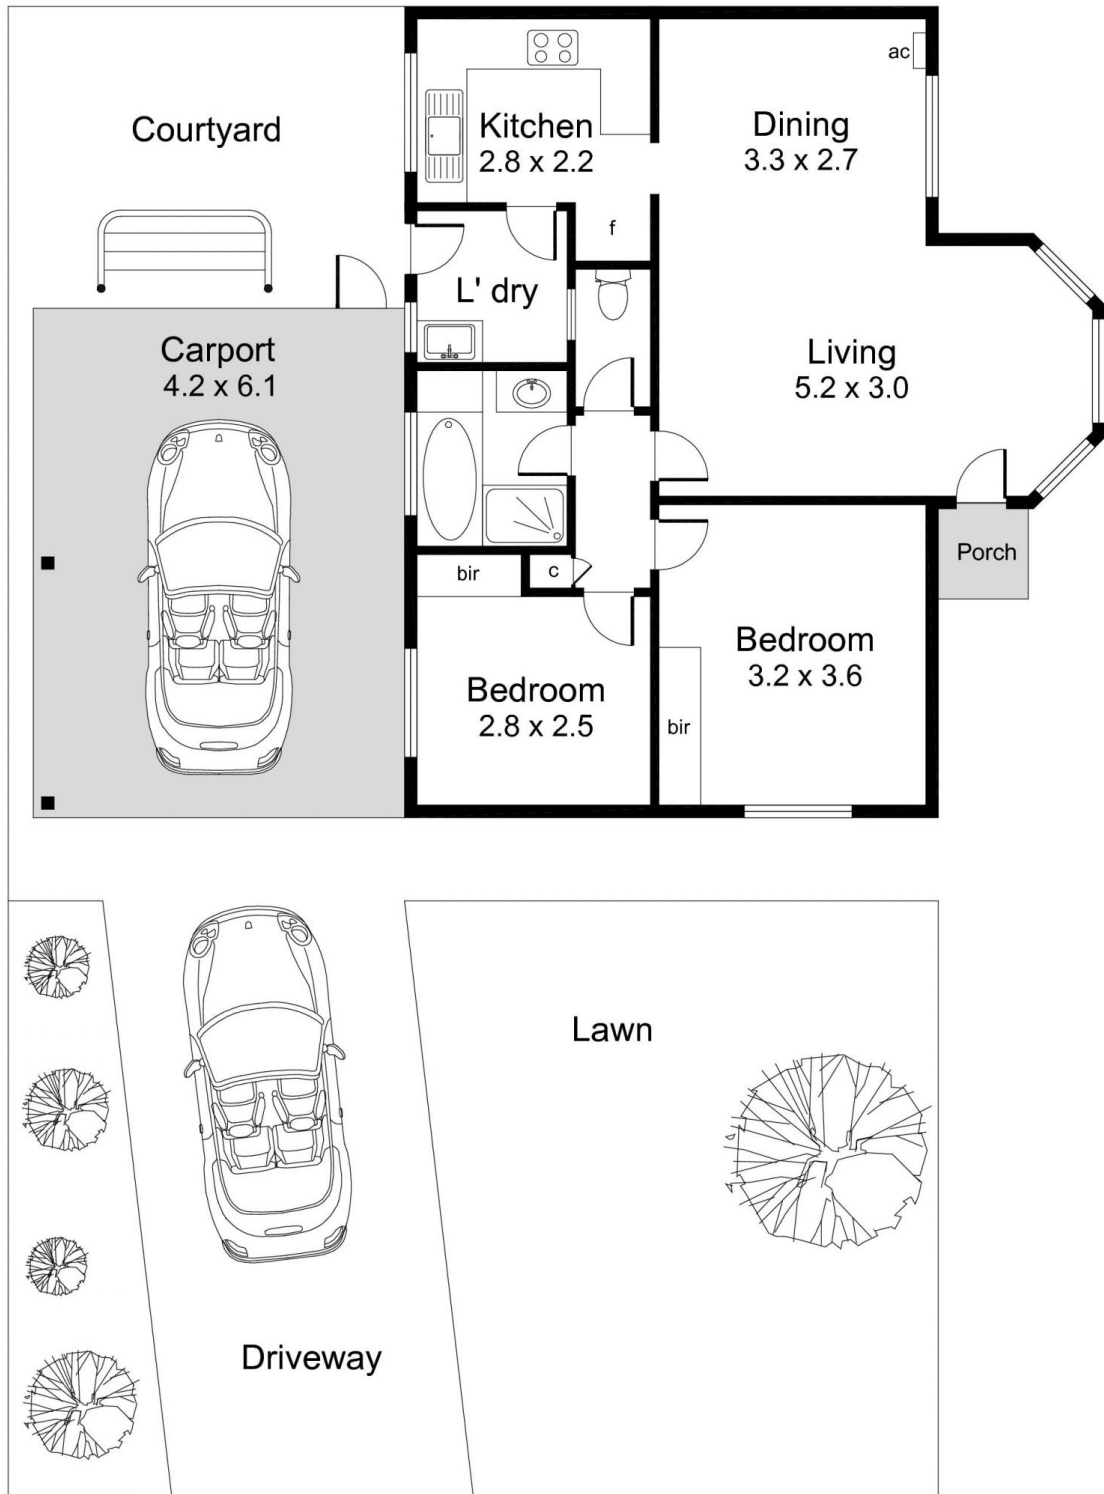 ac
Courtyard
Kitchen
2.8 x 2.2
Dining
3.3 x 2.7
f
L' dry
Carport
4.2 x 6.1
Living
5.2 x 3.0
Porch
bir
c
Bedroom
3.2 x 3.6
Bedroom
2.8 x 2.5
bir
Lawn
Driveway